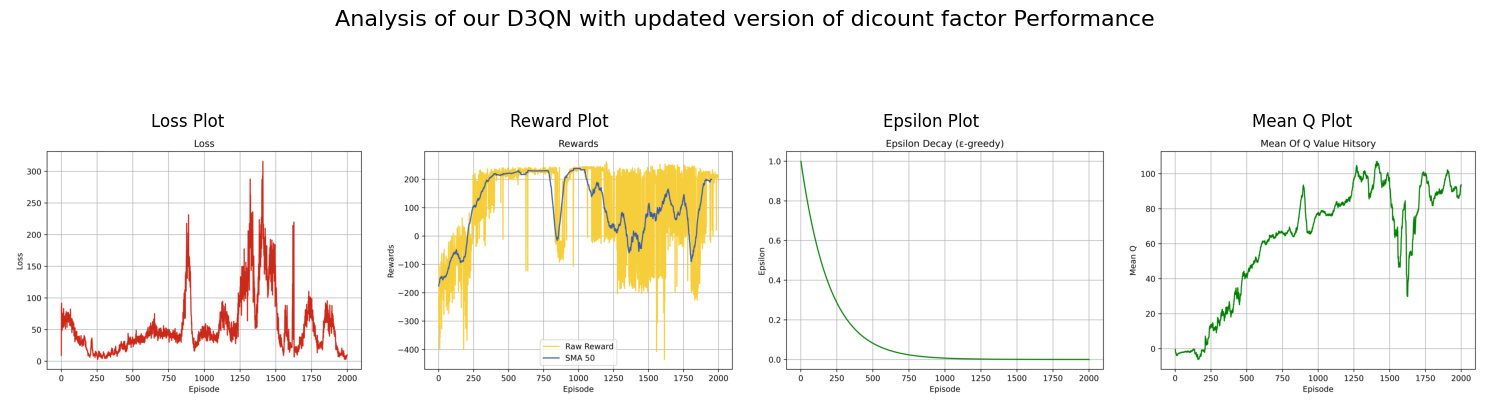 Analysis of our D3QN with updated version of dicount factor Performance
Loss Plot
Loss
300
250
200
150
100
50
0
Loss
0 250 500 750 1000 1250 1500 1750 2000
Episode
Reward Plot
Rewards
200
100
0
−100
−200
−300
−400
Rewards
Raw Reward
SMA 50
0 250 500 750 1000 1250 1500 1750 2000
Episode
Epsilon Plot
Epsilon Decay (ε-greedy)
1.0
0.8
0.6
0.4
0.2
0.0
Epsilon
0 250 500 750 1000 1250 1500 1750 2000
Episode
Mean Q Plot
Mean Of Q Value Hitsory
100
80
60
40
20
0
Mean Q
0 250 500 750 1000 1250 1500 1750 2000
Episode